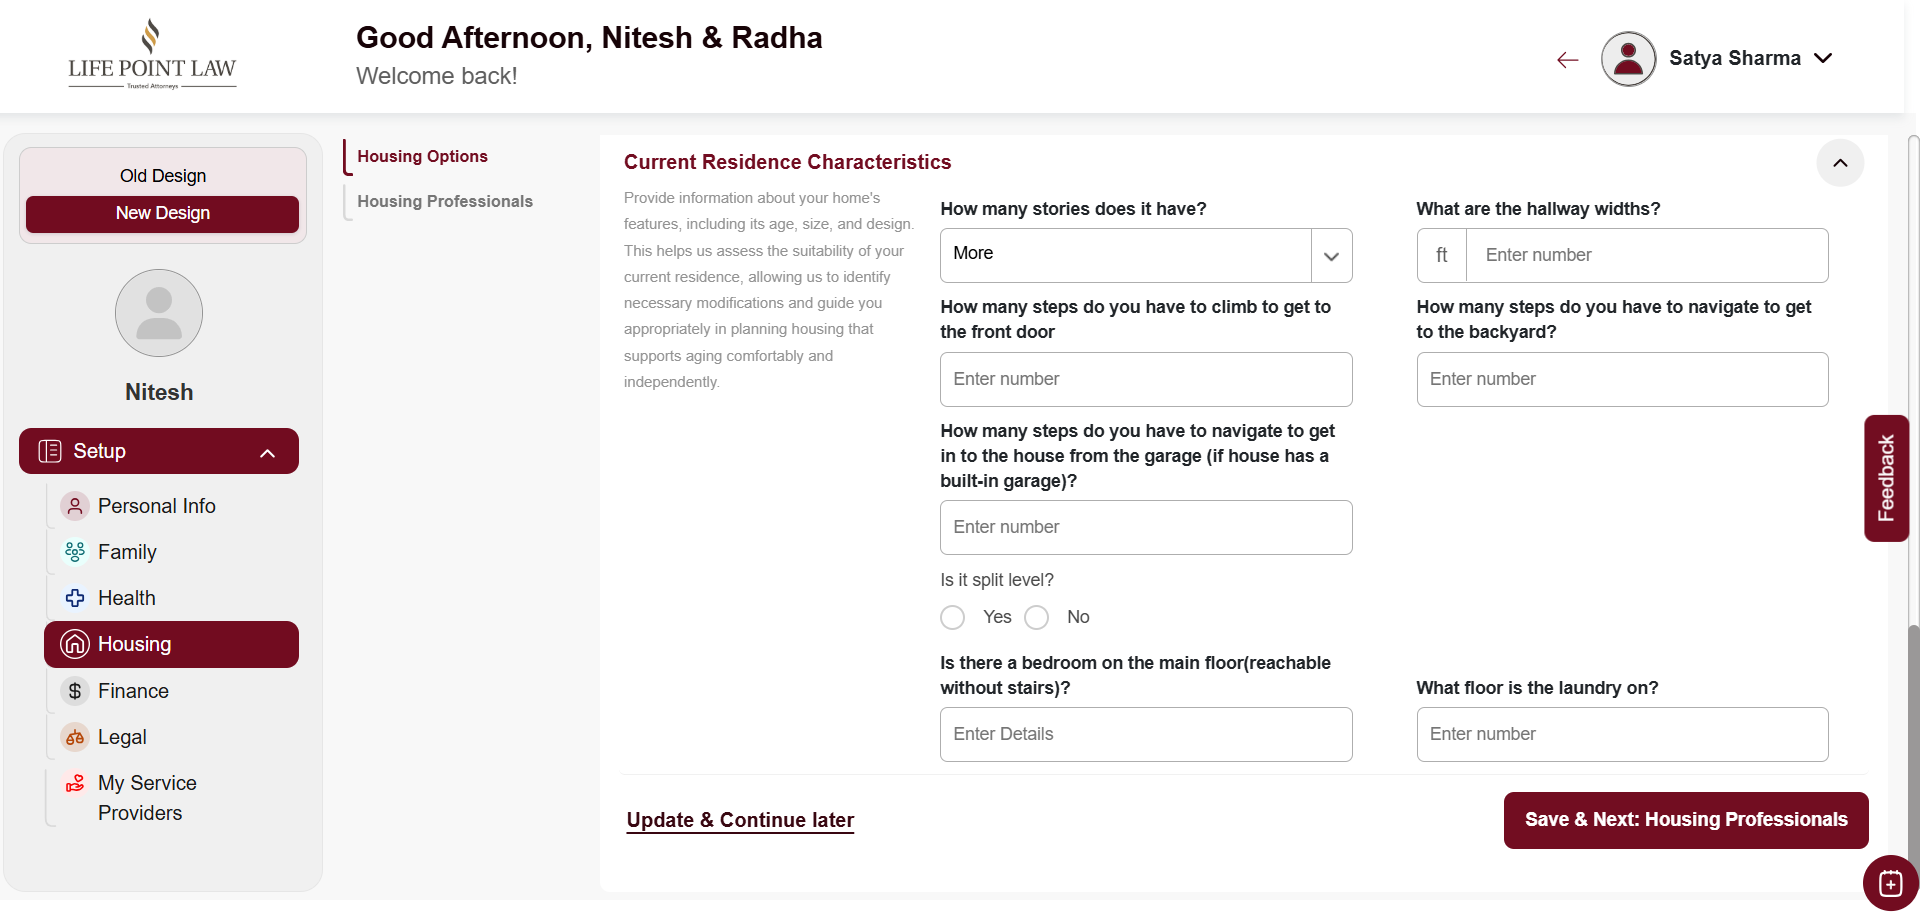 LIFE POINT LAW
Trusted Attorneys
Good Afternoon, Nitesh & Radha
Welcome back!
Satya Sharma
Old Design
New Design
Nitesh
Setup
Personal Info
Family
Health
Housing
Finance
Legal
My Service
Providers
Housing Options
Housing Professionals
Current Residence Characteristics
Provide information about your home's
features, including its age, size, and design.
This helps us assess the suitability of your
current residence, allowing us to identify
necessary modifications and guide you
appropriately in planning housing that
supports aging comfortably and
independently.
How many stories does it have?
More
What are the hallway widths?
ft Enter number
How many steps do you have to climb to get to
the front door
Enter number
How many steps do you have to navigate to get
to the backyard?
Enter number
How many steps do you have to navigate to get
in to the house from the garage (if house has a
built-in garage)?
Enter number
Is it split level?
Yes No
Is there a bedroom on the main floor(reachable
without stairs)?
Enter Details
What floor is the laundry on?
Enter number
Update & Continue later
Save & Next: Housing Professionals
Feedback